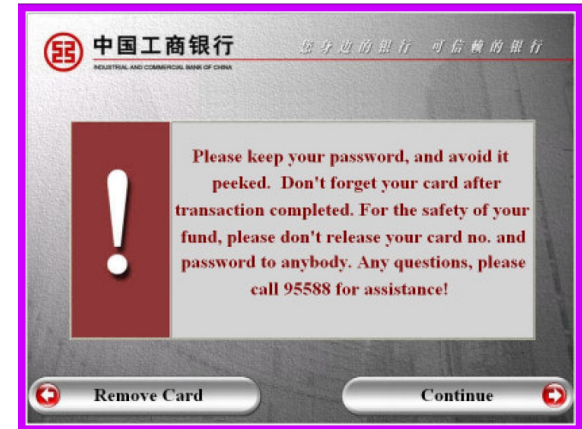 中国工商银行
INDUSTRIAL AND COMMERCIAL BANK OF CHINA
您身边的银行 可信赖的银行
Please keep your password, and avoid it
peeked. Don't forget your card after
transaction completed. For the safety of your
fund, please don't release your card no. and
password to anybody. Any questions, please
call 95588 for assistance!
Remove Card
Continue